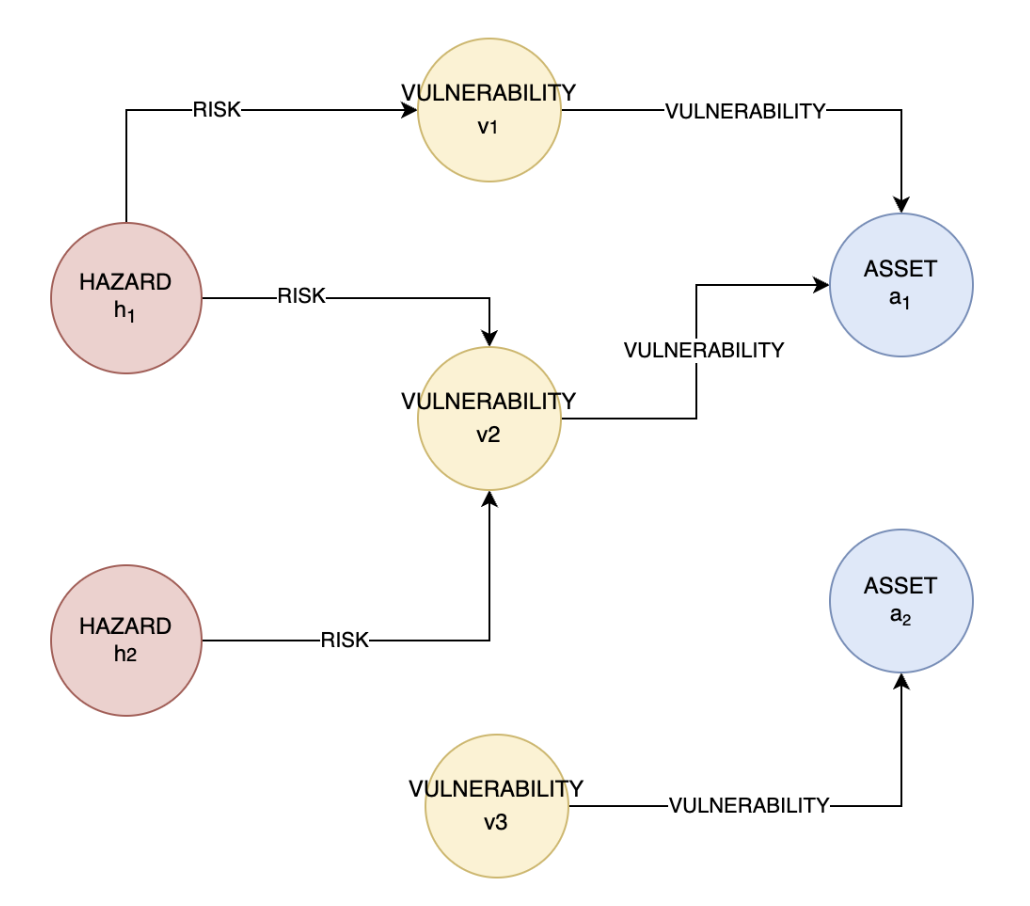 VULNERABILITY
v1
RISK
VULNERABILITY
HAZARD
h₁
ASSET
a₁
RISK
VULNERABILITY
VULNERABILITY
v2
ASSET
a₂
HAZARD
h2
RISK
VULNERABILITY
v3
VULNERABILITY